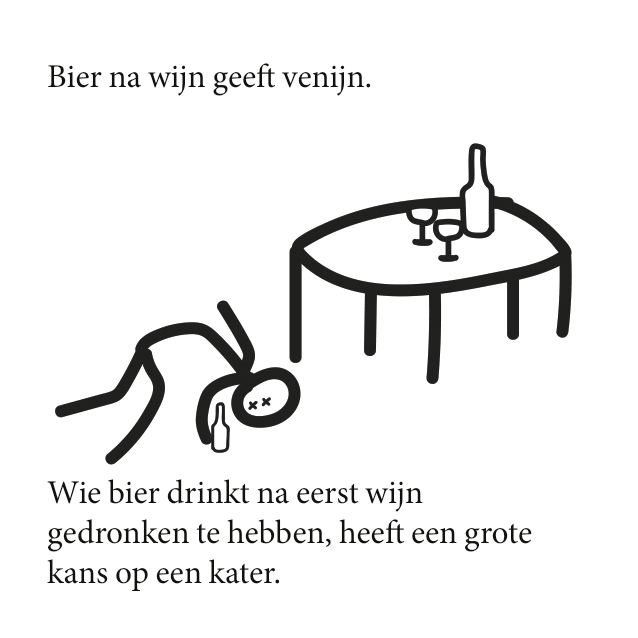 Bier na wijn geeft venijn.
Wie bier drinkt na eerst wijn
gedronken te hebben, heeft een grote
kans op een kater.